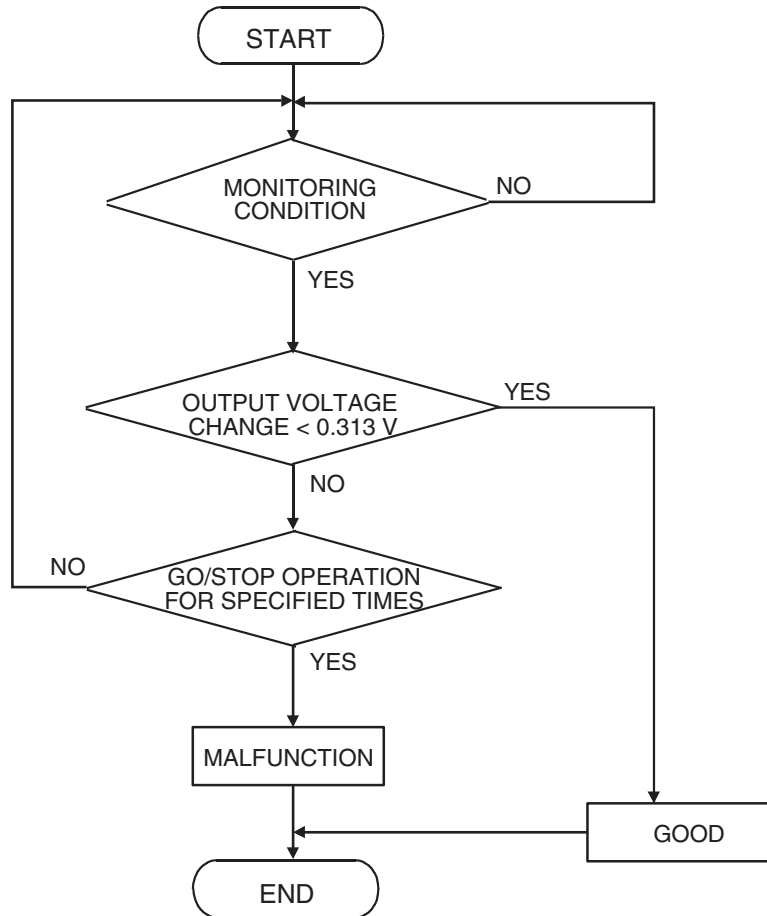 START
MONITORING
CONDITION
NO
YES
OUTPUT VOLTAGE
CHANGE < 0.313 V
YES
NO
NO
GO/STOP OPERATION
FOR SPECIFIED TIMES
YES
MALFUNCTION
GOOD
END